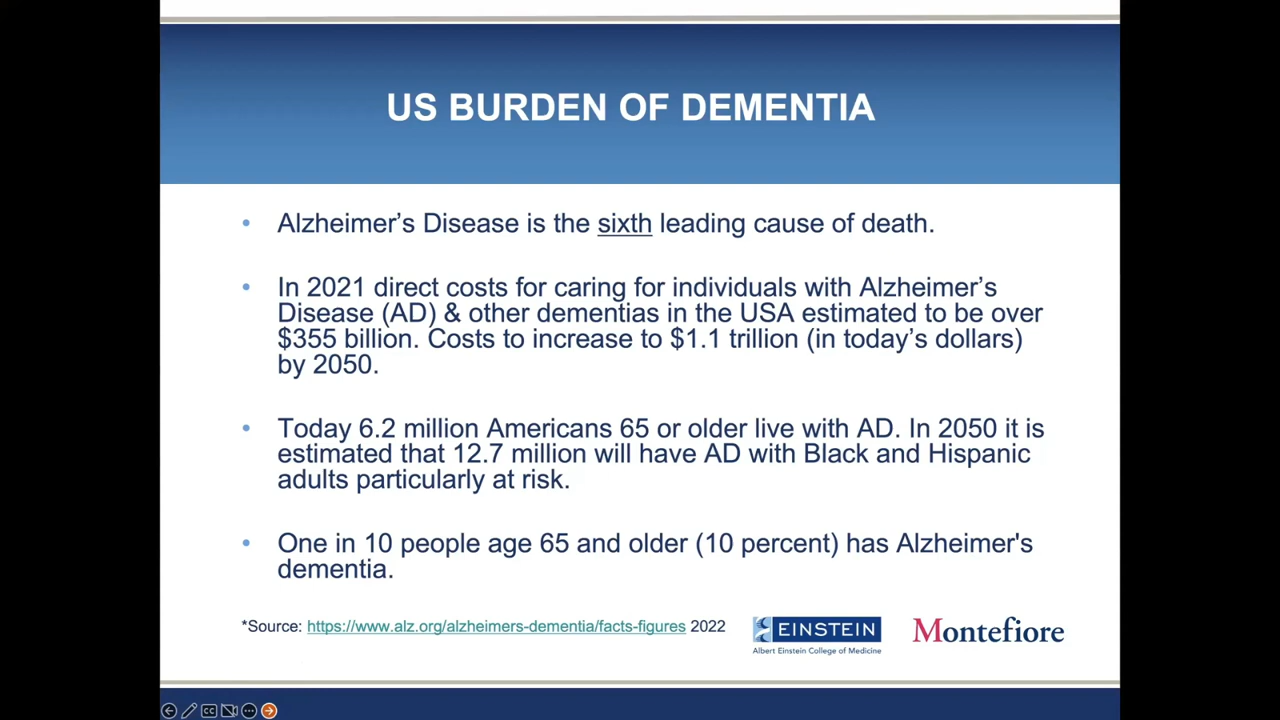 US BURDEN OF DEMENTIA
• Alzheimer’s Disease is the sixth leading cause of death.
• In 2021 direct costs for caring for individuals with Alzheimer’s
Disease (AD) & other dementias in the USA estimated to be over
$355 billion. Costs to increase to $1.1 trillion (in today’s dollars)
by 2050.
• Today 6.2 million Americans 65 or older live with AD. In 2050 it is
estimated that 12.7 million will have AD with Black and Hispanic
adults particularly at risk.
• One in 10 people age 65 and older (10 percent) has Alzheimer's
dementia.
*Source: https://www.alz.org/alzheimers-dementia/facts-figures 2022
EINSTEIN
Albert Einstein College of Medicine
Montefiore
CC